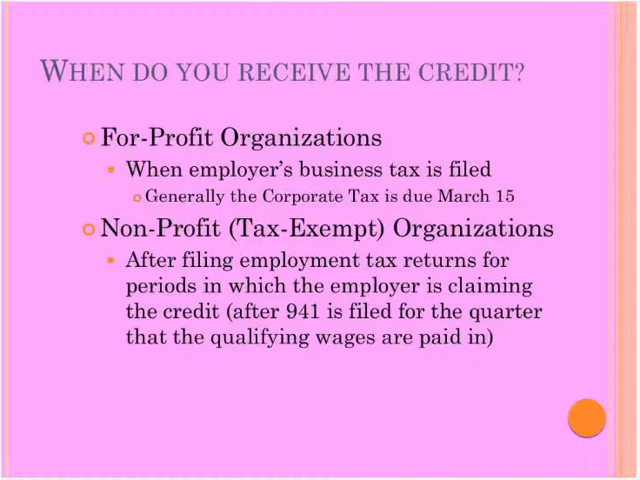 WHEN DO YOU RECEIVE THE CREDIT?
For-Profit Organizations
When employer's business tax is filed
Generally the Corporate Tax is due March 15
Non-Profit (Tax-Exempt) Organizations
After filing employment tax returns for
periods in which the employer is claiming
the credit (after 941 is filed for the quarter
that the qualifying wages are paid in)